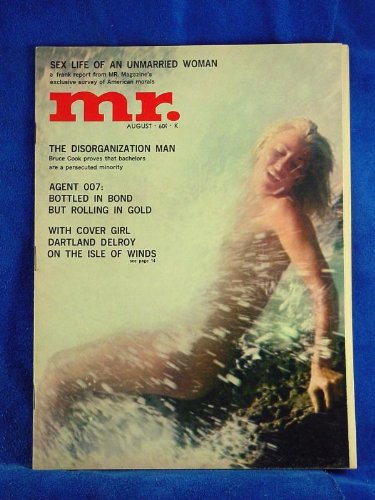 SEX LIFE OF AN UNMARRIED WOMAN
a frank report from MR. Magazine's
exclusive survey of American morals
mr.
AUGUST · 60¢ · K
THE DISORGANIZATION MAN
Bruce Cook proves that bachelors
are a persecuted minority
AGENT 007:
BOTTLED IN BOND
BUT ROLLING IN GOLD
WITH COVER GIRL
DARTLAND DELROY
ON THE ISLE OF WINDS
see page 14